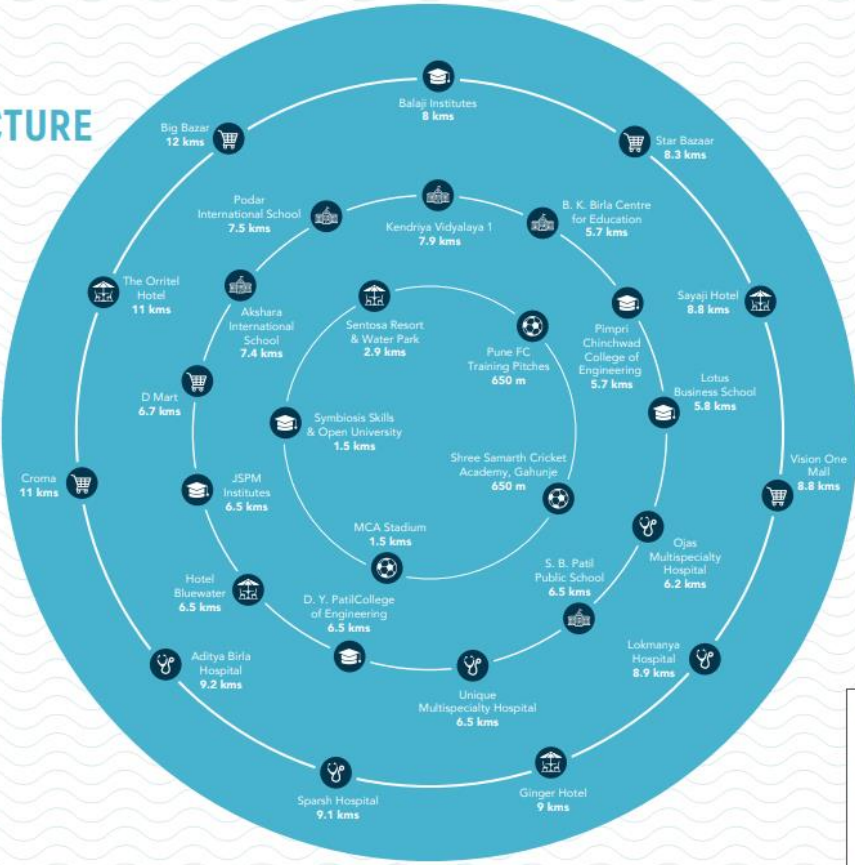 CTURE
Balaji Institutes
8 kms
Big Bazar
12 kms
Star Bazaar
8.3 kms
Podar
International School
7.5 kms
Kendriya Vidyalaya 1
7.9 kms
B. K. Birla Centre
for Education
5.7 kms
The Orritel
Hotel
11 kms
Akshara
International
School
7.4 kms
Sentosa Resort
& Water Park
2.9 kms
Pune FC
Training Pitches
650 m
Pimpri
Chinchwad
College of
Engineering
5.7 kms
Sayaji Hotel
8.8 kms
D Mart
6.7 kms
Symbiosis Skills
& Open University
1.5 kms
Lotus
Business School
5.8 kms
Croma
11 kms
JSPM
Institutes
6.5 kms
Shree Samarth Cricket
Academy, Gahunje
650 m
Vision One
Mall
8.8 kms
MCA Stadium
1.5 kms
Ojas
Multispecialty
Hospital
6.2 kms
Hotel
Bluewater
6.5 kms
D. Y. PatilCollege
of Engineering
6.5 kms
S. B. Patil
Public School
6.5 kms
Aditya Birla
Hospital
9.2 kms
Unique
Multispecialty Hospital
6.5 kms
Lokmanya
Hospital
8.9 kms
Sparsh Hospital
9.1 kms
Ginger Hotel
9 kms